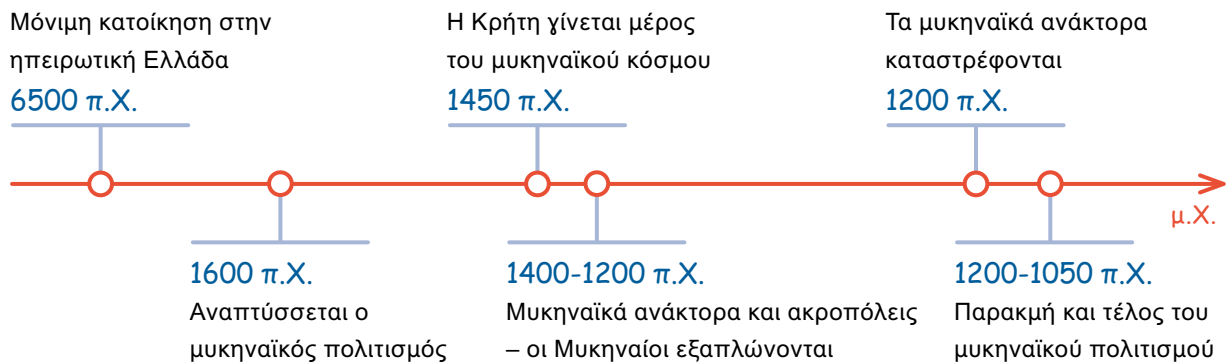 Μόνιμη κατοίκηση στην
ηπειρωτική Ελλάδα
6500 π.Χ.
Η Κρήτη γίνεται μέρος
του μυκηναϊκού κόσμου
1450 π.Χ.
Τα μυκηναϊκά ανάκτορα
καταστρέφονται
1200 π.Χ.
μ.Χ.
1600 π.Χ.
Αναπτύσσεται ο
μυκηναϊκός πολιτισμός
1400-1200 π.Χ.
Μυκηναϊκά ανάκτορα και ακροπόλεις
– οι Μυκηναίοι εξαπλώνονται
1200-1050 π.Χ.
Παρακμή και τέλος του
μυκηναϊκού πολιτισμού